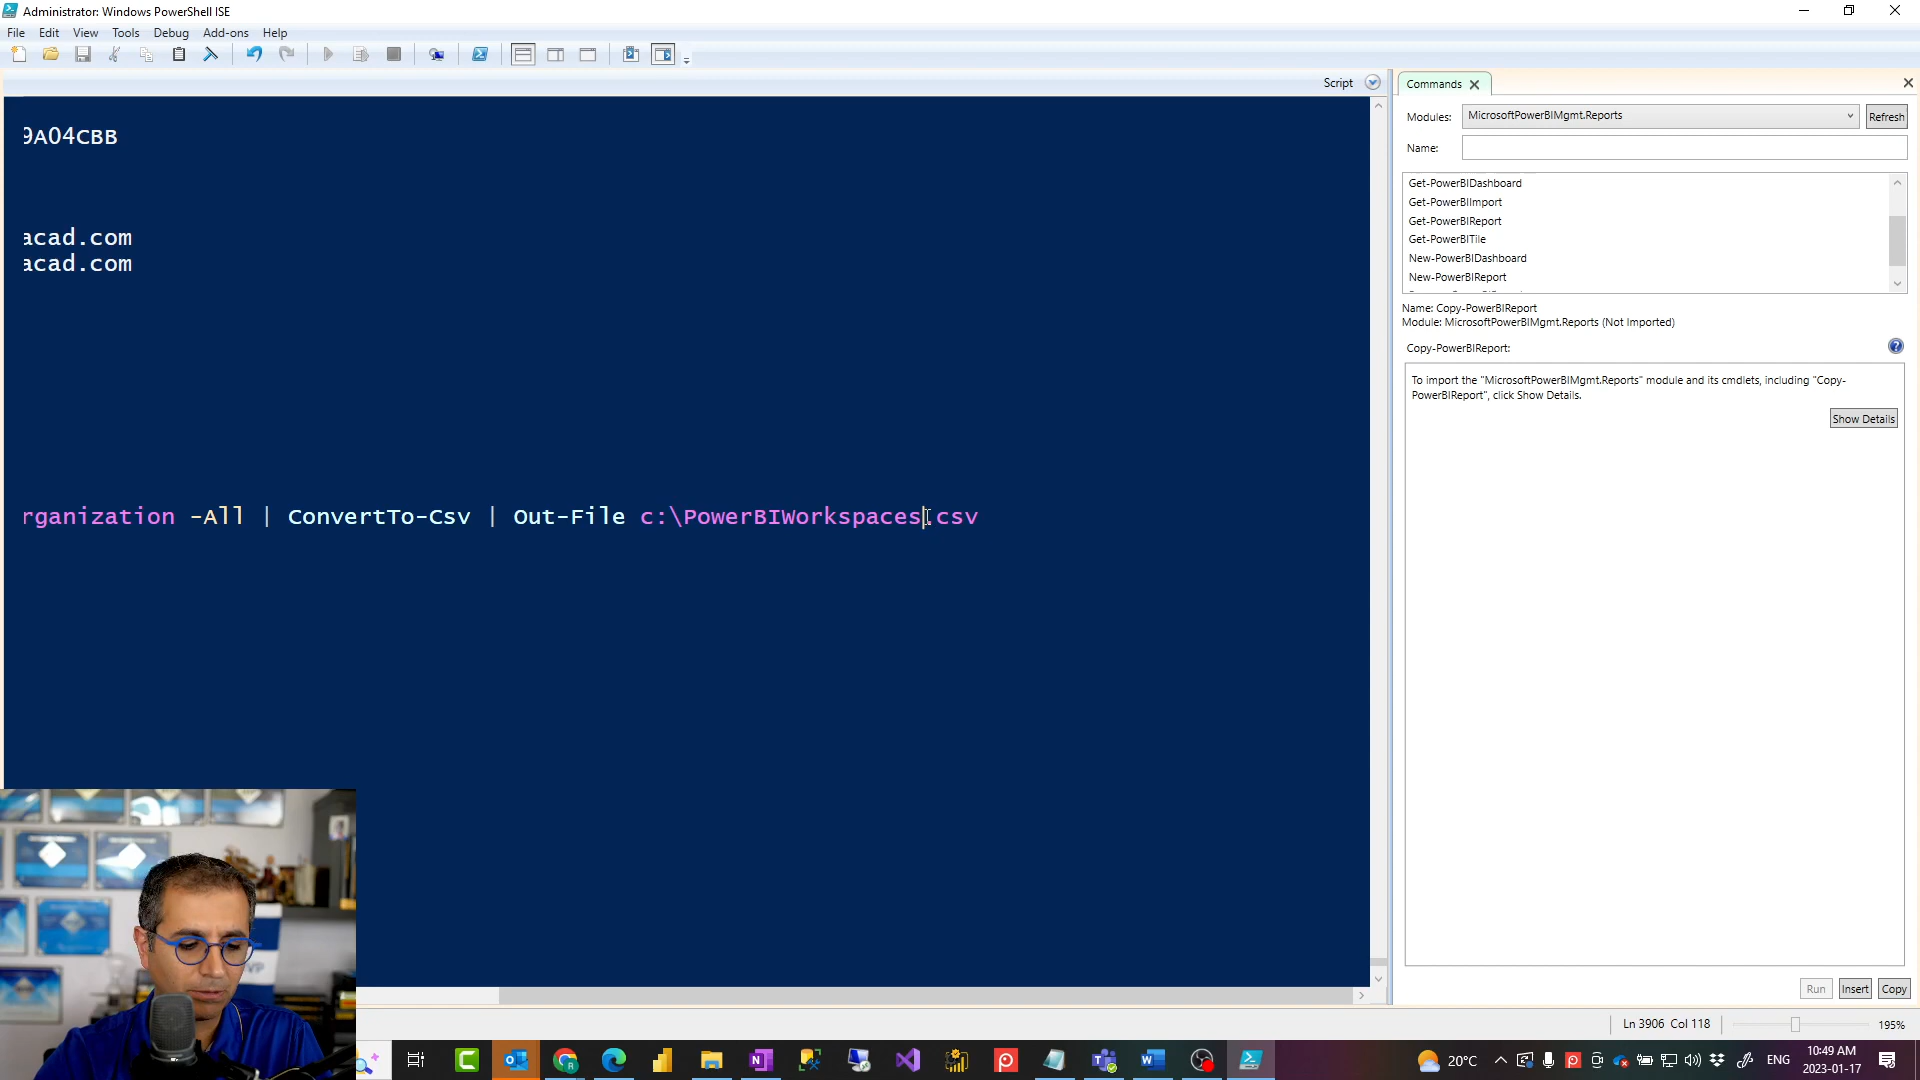 Administrator: Windows PowerShell ISE
File Edit View Tools Debug Add-ons Help
Script
9A04CBB
acad.com
acad.com
rganization -All | ConvertTo-Csv | Out-File c:\PowerBIWorkspaces.csv
Commands
Modules: MicrosoftPowerBIMgmt.Reports Refresh
Name:
Get-PowerBIDashboard
Get-PowerBIImport
Get-PowerBIReport
Get-PowerBITile
New-PowerBIDashboard
New-PowerBIReport
Name: Copy-PowerBIReport
Module: MicrosoftPowerBIMgmt.Reports (Not Imported)
Copy-PowerBIReport:
To import the "MicrosoftPowerBIMgmt.Reports" module and its cmdlets, including "Copy-
PowerBIReport", click Show Details.
Show Details
Run Insert Copy
Ln 3906 Col 118 195%
20°C ENG 10:49 AM
2023-01-17